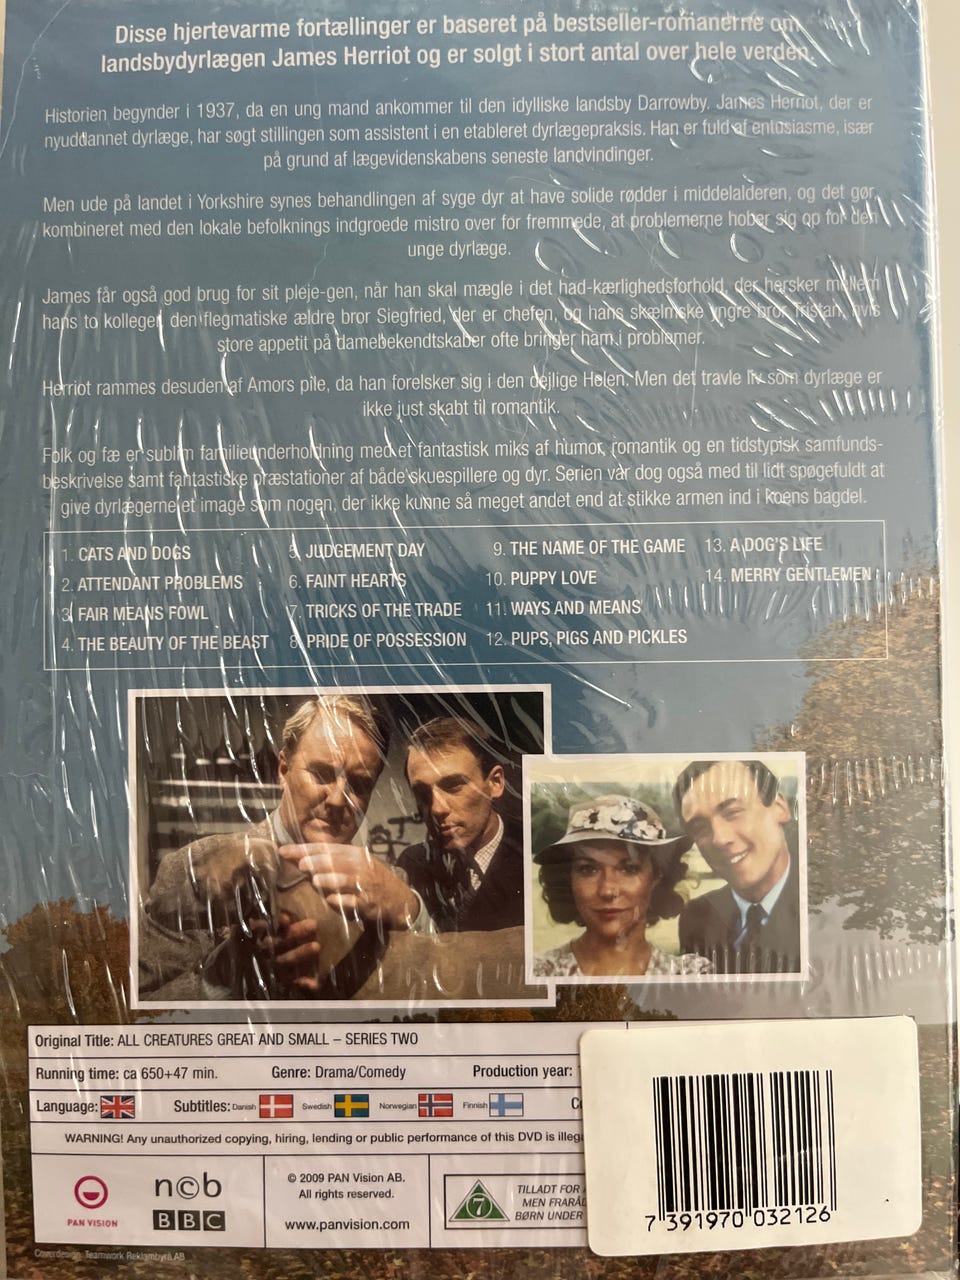 Disse hjertevarme fortællinger er baseret på bestseller-romanerne om
landsbydyrlægen James Herriot og er solgt i stort antal over hele verden.
Historien begynder i 1937, da en ung mand ankommer til den idylliske landsby Darrowby. James Herriot, der er
nyuddannet dyrlæge, har søgt stillingen som assistent i en etableret dyrlægepraksis. Han er fuld af entusiasme, især
på grund af lægevidenskabens seneste landvindinger.
Men ude på landet i Yorkshire synes behandlingen af syge dyr at have solide rødder i middelalderen, og det gør,
kombineret med den lokale befolknings indgroede mistro over for fremmede, at problemerne hober sig op for den
unge dyrlæge.
James får også god brug for sit pleje-gen, når han skal mægle i det had-kærlighedsforhold, der hersker mellem
hans to kolleger, den flegmatiske ældre bror Siegfried, der er chefen, og hans skælmske yngre bror Tristan, hvis
store appetit på damebekendtskaber ofte bringer ham i problemer.
Herriot rammes desuden af Amors pile, da han forelsker sig i den dejlige Helen. Men det travle liv som dyrlæge er
ikke just skabt til romantik.
Folk og fæ er sublim familieunderholdning med et fantastisk miks af humor, romantik og en tidstypisk samfunds-
beskrivelse samt fantastiske præstationer af både skuespillere og dyr. Serien var dog også med til lidt spøgefuldt at
give dyrlægerne et image som nogen, der ikke kunne så meget andet end at stikke armen ind i koens bagdel.
1. CATS AND DOGS
2. ATTENDANT PROBLEMS
3. FAIR MEANS FOWL
4. THE BEAUTY OF THE BEAST
5. JUDGEMENT DAY
6. FAINT HEARTS
7. TRICKS OF THE TRADE
8. PRIDE OF POSSESSION
9. THE NAME OF THE GAME
10. PUPPY LOVE
11. WAYS AND MEANS
12. PUPS, PIGS AND PICKLES
13. A DOG'S LIFE
14. MERRY GENTLEMEN
Original Title: ALL CREATURES GREAT AND SMALL – SERIES TWO
Running time: ca 650+47 min. Genre: Drama/Comedy Production year:
Language: Subtitles: Danish Swedish Norwegian Finnish
WARNING! Any unauthorized copying, hiring, lending or public performance of this DVD is illeg
PAN VISION
ncb
BBC
© 2009 PAN Vision AB.
All rights reserved.
www.panvision.com
7
TILLADT FOR
MEN FRARÅD
BØRN UNDER
7 391970 032126
Coverdesign: Teamwork Reklambyrå AB